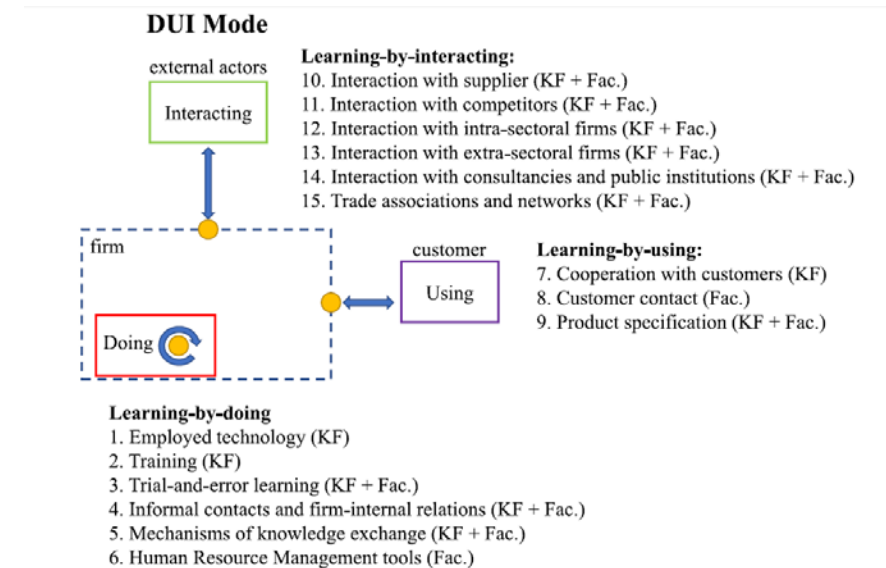 DUI Mode
external actors
Interacting
Learning-by-interacting:
10. Interaction with supplier (KF + Fac.)
11. Interaction with competitors (KF + Fac.)
12. Interaction with intra-sectoral firms (KF + Fac.)
13. Interaction with extra-sectoral firms (KF + Fac.)
14. Interaction with consultancies and public institutions (KF + Fac.)
15. Trade associations and networks (KF + Fac.)
firm
Doing
customer
Using
Learning-by-using:
7. Cooperation with customers (KF)
8. Customer contact (Fac.)
9. Product specification (KF + Fac.)
Learning-by-doing
1. Employed technology (KF)
2. Training (KF)
3. Trial-and-error learning (KF + Fac.)
4. Informal contacts and firm-internal relations (KF + Fac.)
5. Mechanisms of knowledge exchange (KF + Fac.)
6. Human Resource Management tools (Fac.)